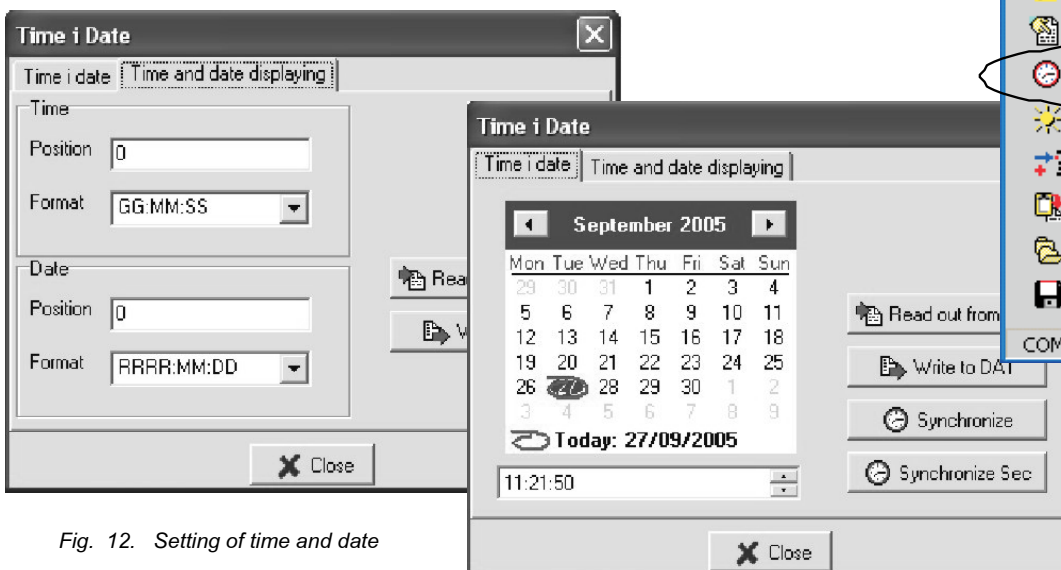 Time i Date
Time i date Time and date displaying
Time
Position 0
Format GG:MM:SS
Date
Position 0
Format RRRR:MM:DD
Close
Time i Date
Time i date Time and date displaying
September 2005
Mon Tue Wed Thu Fri Sat Sun
29 30 31 1 2 3 4
5 6 7 8 9 10 11
12 13 14 15 16 17 18
19 20 21 22 23 24 25
26 27 28 29 30 1 2
3 4 5 6 7 8 9
Today: 27/09/2005
11:21:50
Read out from
Write to DAT
Synchronize
Synchronize Sec
Close
COM
Fig. 12. Setting of time and date